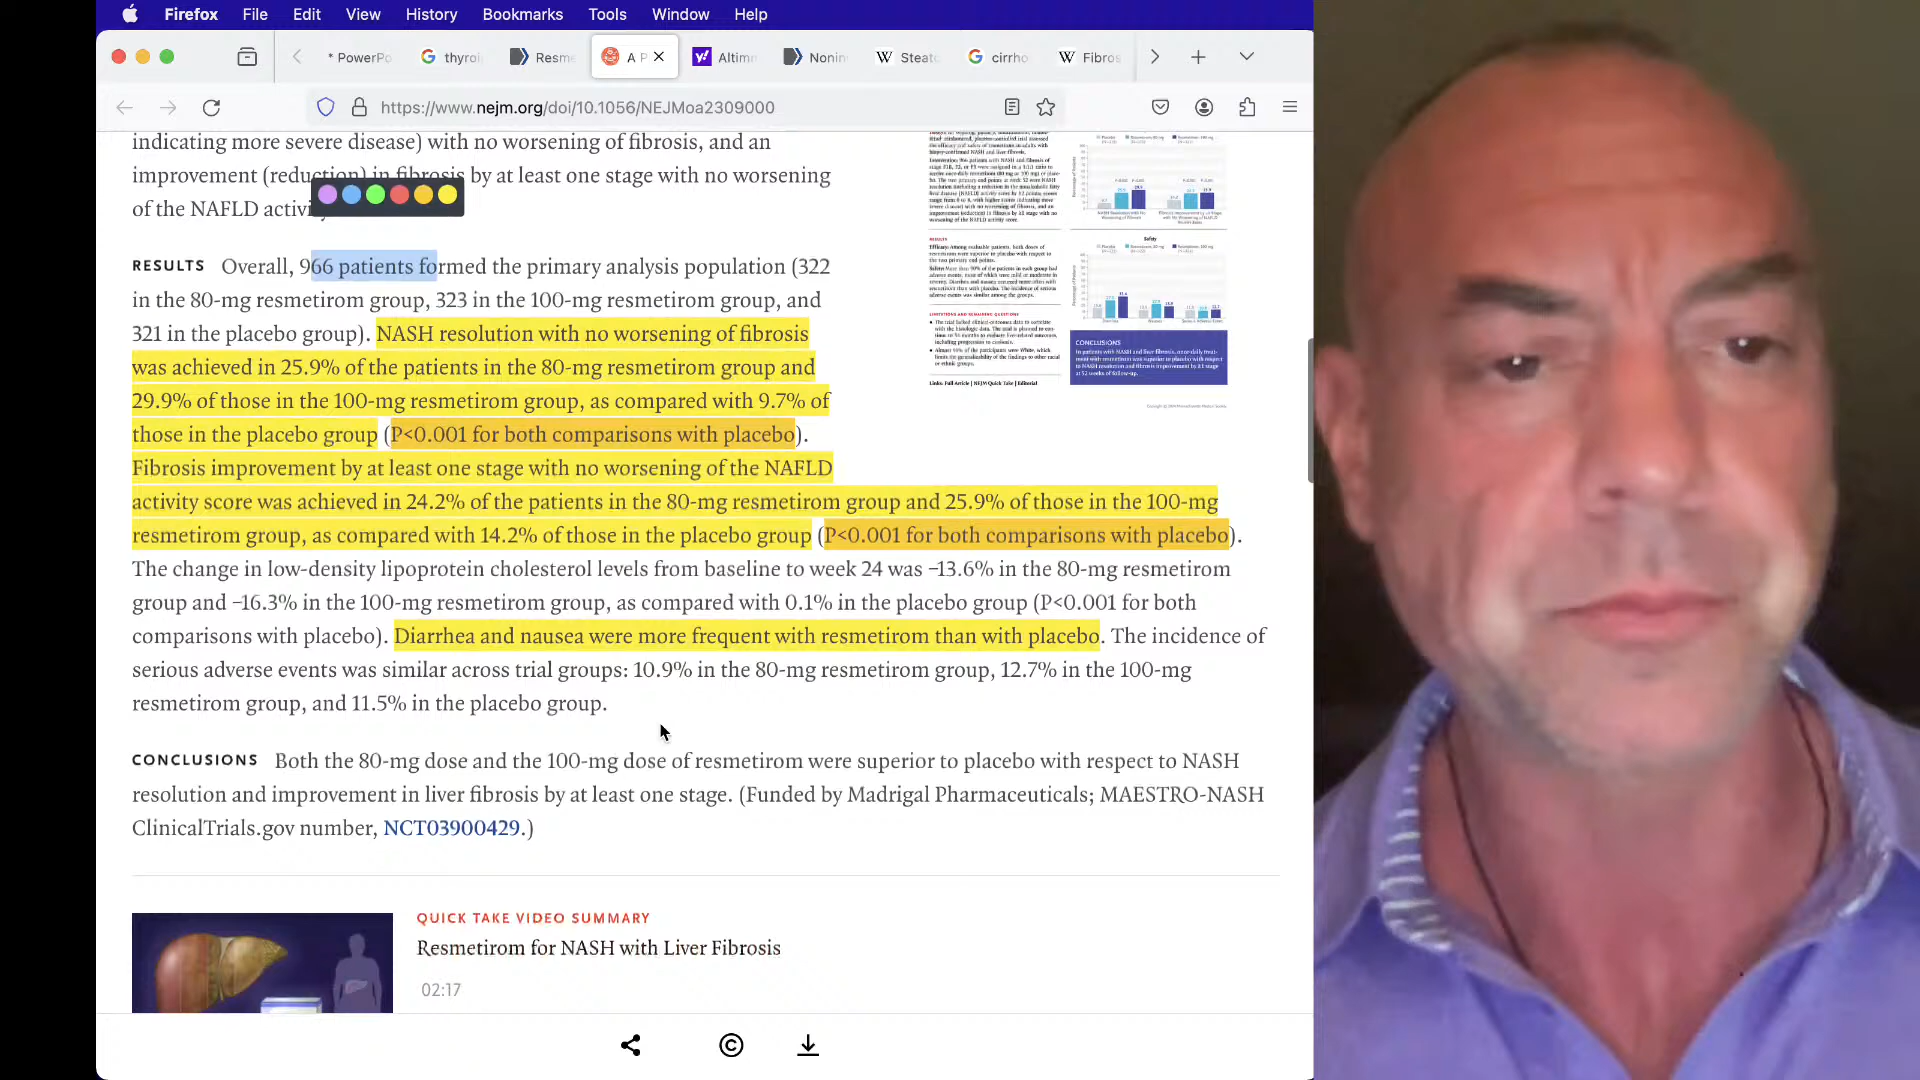 Firefox File Edit View History Bookmarks Tools Window Help
* PowerPo
thyroi
Resme
A P
Altimm
Nonin
Steato
cirrho
Fibros
https://www.nejm.org/doi/10.1056/NEJMoa2309000
indicating more severe disease) with no worsening of fibrosis, and an
improvement (reduction) in fibrosis by at least one stage with no worsening
of the NAFLD activi
RESULTS Overall, 966 patients formed the primary analysis population (322
in the 80-mg resmetirom group, 323 in the 100-mg resmetirom group, and
321 in the placebo group). NASH resolution with no worsening of fibrosis
was achieved in 25.9% of the patients in the 80-mg resmetirom group and
29.9% of those in the 100-mg resmetirom group, as compared with 9.7% of
those in the placebo group (P<0.001 for both comparisons with placebo).
Fibrosis improvement by at least one stage with no worsening of the NAFLD
activity score was achieved in 24.2% of the patients in the 80-mg resmetirom group and 25.9% of those in the 100-mg
resmetirom group, as compared with 14.2% of those in the placebo group (P<0.001 for both comparisons with placebo).
The change in low-density lipoprotein cholesterol levels from baseline to week 24 was −13.6% in the 80-mg resmetirom
group and −16.3% in the 100-mg resmetirom group, as compared with 0.1% in the placebo group (P<0.001 for both
comparisons with placebo). Diarrhea and nausea were more frequent with resmetirom than with placebo. The incidence of
serious adverse events was similar across trial groups: 10.9% in the 80-mg resmetirom group, 12.7% in the 100-mg
resmetirom group, and 11.5% in the placebo group.
CONCLUSIONS Both the 80-mg dose and the 100-mg dose of resmetirom were superior to placebo with respect to NASH
resolution and improvement in liver fibrosis by at least one stage. (Funded by Madrigal Pharmaceuticals; MAESTRO-NASH
ClinicalTrials.gov number, NCT03900429.)
QUICK TAKE VIDEO SUMMARY
Resmetirom for NASH with Liver Fibrosis
02:17
RESULTS
Safety
CONCLUSIONS
Links: Full Article | NEJM Quick Take | Editorial